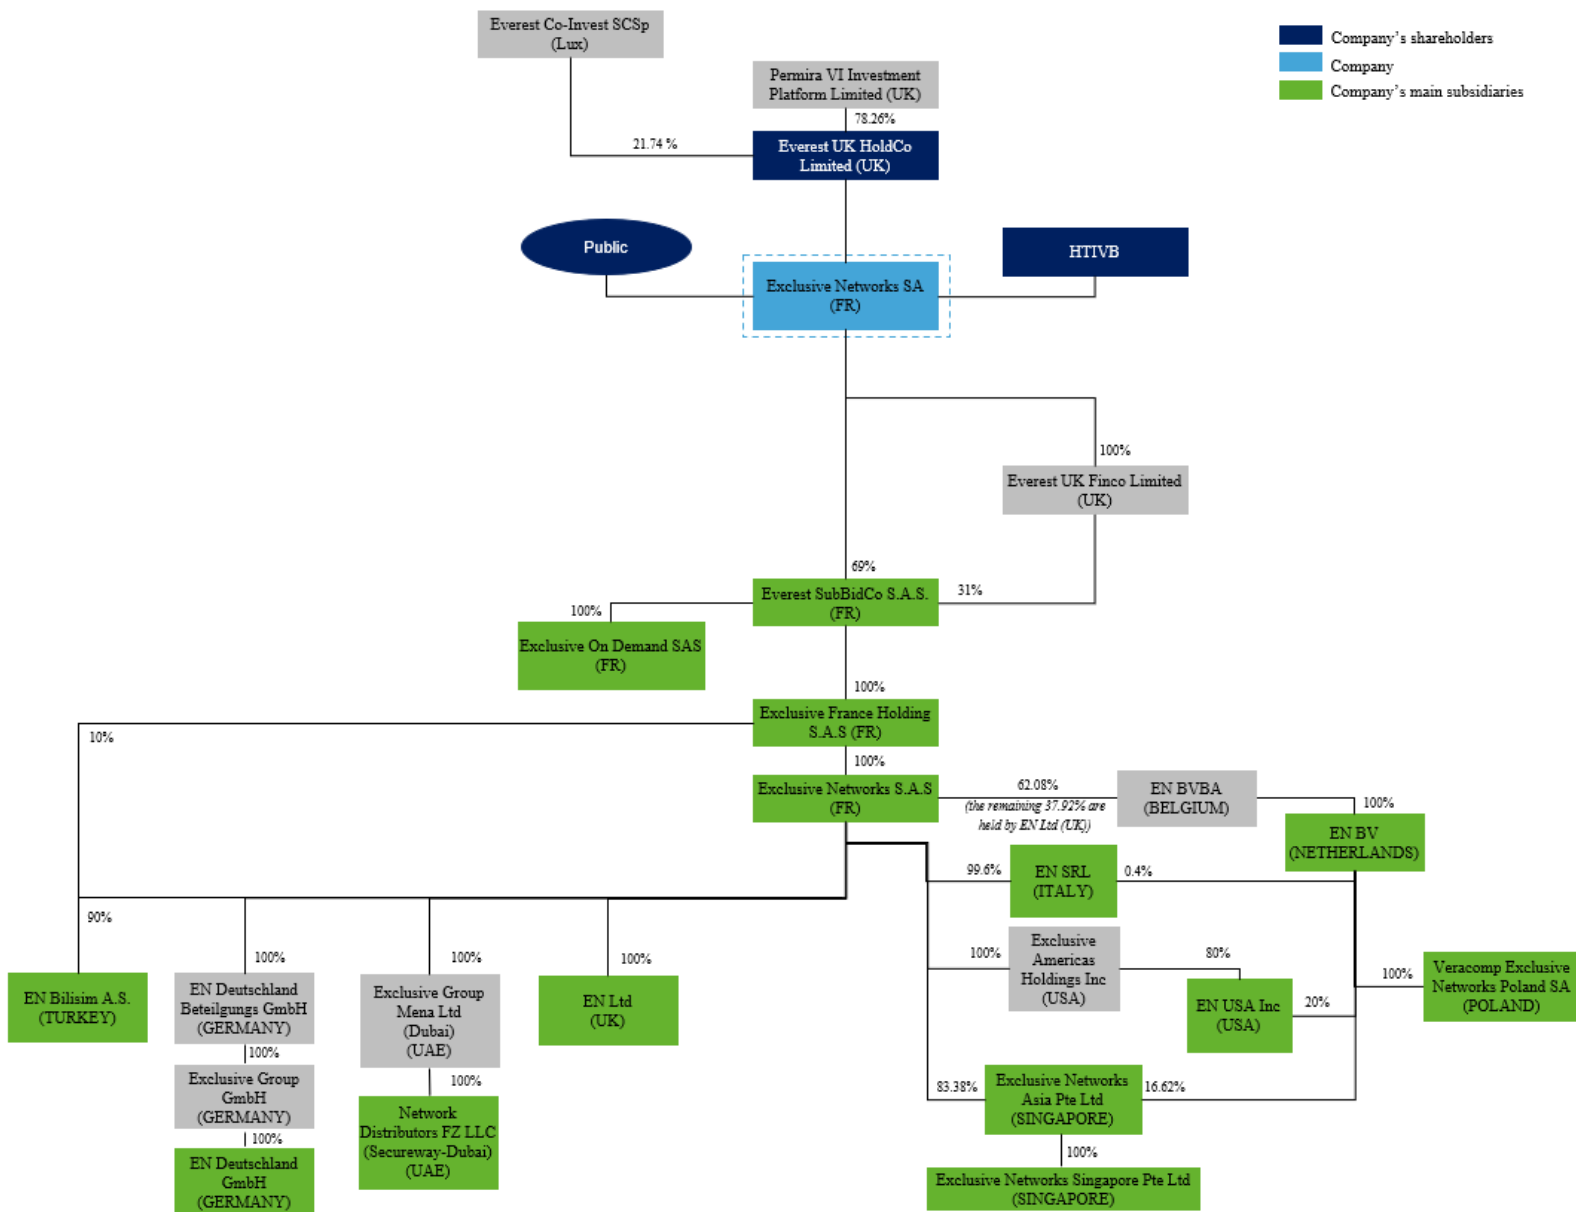 Everest Co-Invest SCSp
(Lux)
Company's shareholders
Company
Company's main subsidiaries
Permira VI Investment
Platform Limited (UK)
78.26%
21.74 %
Everest UK HoldCo
Limited (UK)
Public
HTIVB
Exclusive Networks SA
(FR)
100%
Everest UK Finco Limited
(UK)
69%
Everest SubBidCo S.A.S.
(FR)
31%
100%
Exclusive On Demand SAS
(FR)
100%
Exclusive France Holding
S.A.S (FR)
10%
100%
Exclusive Networks S.A.S
(FR)
62.08%
(the remaining 37.92% are
held by EN Ltd (UK))
EN BVBA
(BELGIUM)
100%
EN BV
(NETHERLANDS)
99.6%
EN SRL
(ITALY)
0.4%
90%
100%
100%
100%
100%
Exclusive
Americas
Holdings Inc
(USA)
80%
EN USA Inc
(USA)
20%
100%
Veracomp Exclusive
Networks Poland SA
(POLAND)
EN Bilisim A.S.
(TURKEY)
EN Deutschland
Beteilgungs GmbH
(GERMANY)
Exclusive Group
Mena Ltd
(Dubai)
(UAE)
EN Ltd
(UK)
100%
Exclusive Group
GmbH
(GERMANY)
100%
EN Deutschland
GmbH
(GERMANY)
100%
Network
Distributors FZ LLC
(Secureway-Dubai)
(UAE)
83.38%
Exclusive Networks
Asia Pte Ltd
(SINGAPORE)
16.62%
100%
Exclusive Networks Singapore Pte Ltd
(SINGAPORE)